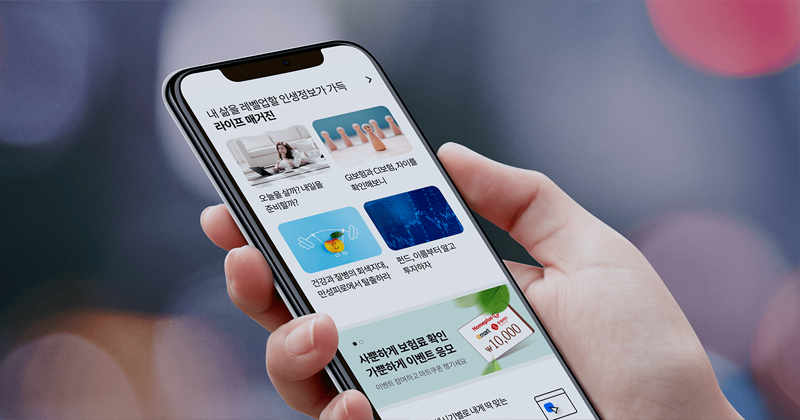 내 삶을 레벨업할 인생정보가 가득
라이프 매거진
오늘을 살까? 내일을
준비할까?
GI보험과 CI보험, 차이를
확인해보니
건강과 질병의 회색지대,
만성피로에서 탈출하라
펀드, 이름부터 알고
투자하자
사뿐하게 보험료 확인
가뿐하게 이벤트 응모
이벤트 참여하고 마트쿠폰 챙기세요
Homeplus
emart
₩10,000
내게 딱 맞는